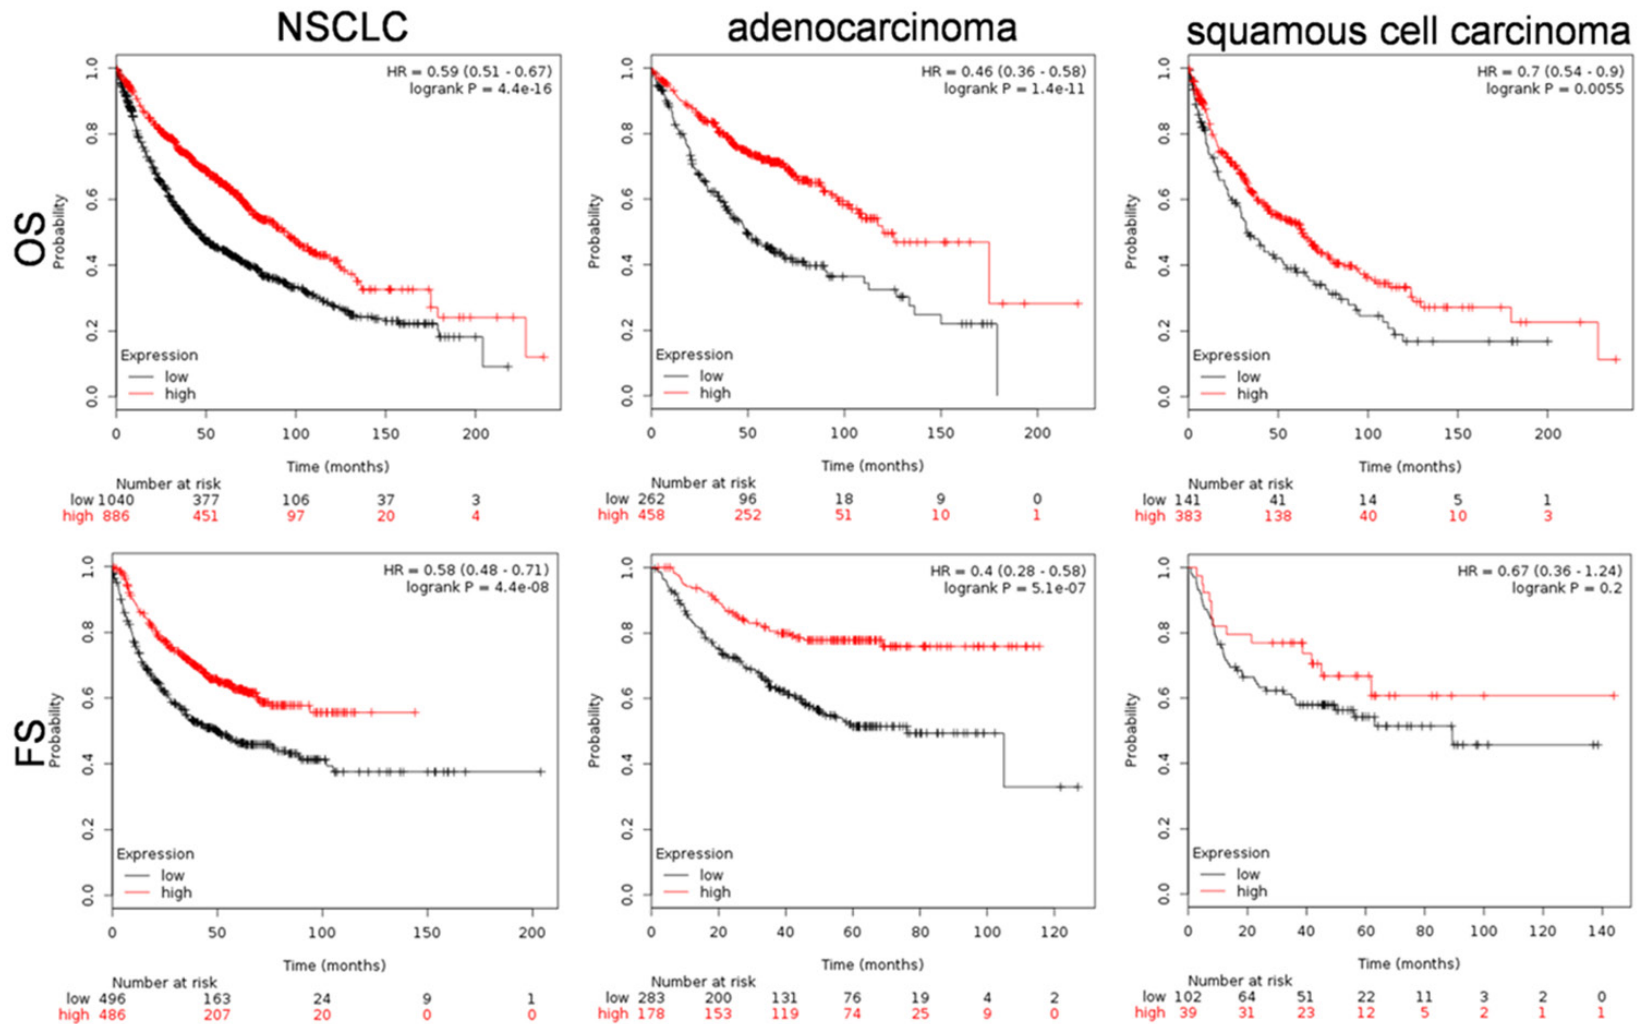 NSCLC
adenocarcinoma
squamous cell carcinoma
OS
Probability
0.0 0.2 0.4 0.6 0.8 1.0
HR = 0.59 (0.51 - 0.67)
logrank P = 4.4e-16
Expression
low
high
0 50 100 150 200
Time (months)
Number at risk
low 1040 377 106 37 3
high 886 451 97 20 4
Probability
0.0 0.2 0.4 0.6 0.8 1.0
HR = 0.46 (0.36 - 0.58)
logrank P = 1.4e-11
Expression
low
high
0 50 100 150 200
Time (months)
Number at risk
low 262 96 18 9 0
high 458 252 51 10 1
Probability
0.0 0.2 0.4 0.6 0.8 1.0
HR = 0.7 (0.54 - 0.9)
logrank P = 0.0055
Expression
low
high
0 50 100 150 200
Time (months)
Number at risk
low 141 41 14 5 1
high 383 138 40 10 3
FS
Probability
0.0 0.2 0.4 0.6 0.8 1.0
HR = 0.58 (0.48 - 0.71)
logrank P = 4.4e-08
Expression
low
high
0 50 100 150 200
Time (months)
Number at risk
low 496 163 24 9 1
high 486 207 20 0 0
Probability
0.0 0.2 0.4 0.6 0.8 1.0
HR = 0.4 (0.28 - 0.58)
logrank P = 5.1e-07
Expression
low
high
0 20 40 60 80 100 120
Time (months)
Number at risk
low 283 200 131 76 19 4 2
high 178 153 119 74 25 9 0
Probability
0.0 0.2 0.4 0.6 0.8 1.0
HR = 0.67 (0.36 - 1.24)
logrank P = 0.2
Expression
low
high
0 20 40 60 80 100 120 140
Time (months)
Number at risk
low 102 64 51 22 11 3 2 0
high 39 31 23 12 5 2 1 1